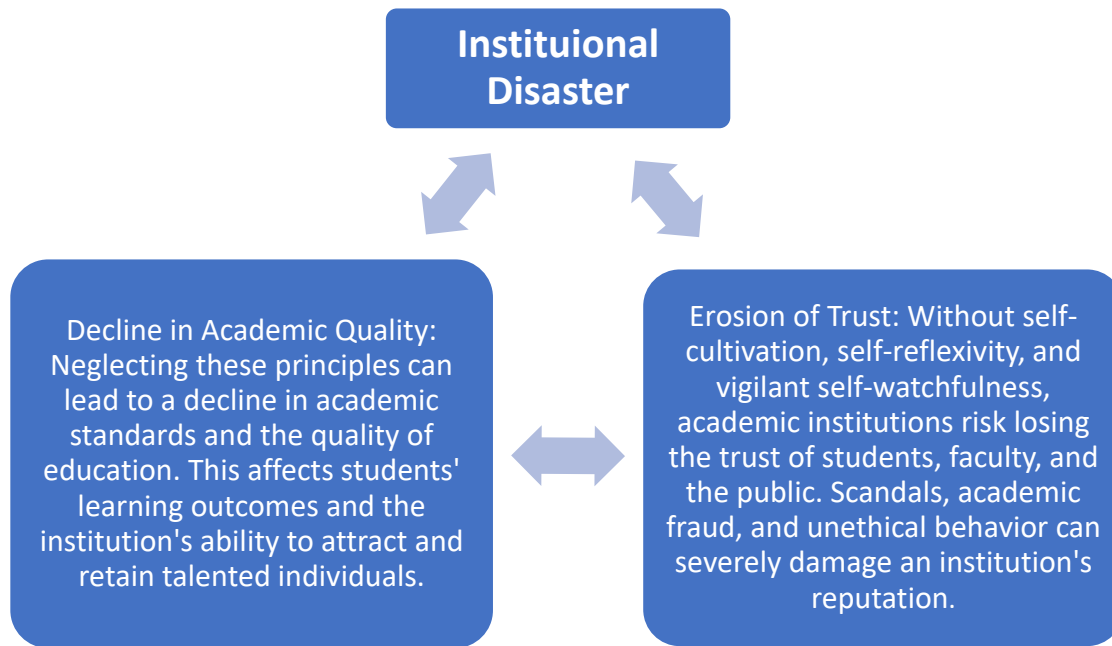 Instituional
Disaster
Decline in Academic Quality:
Neglecting these principles can
lead to a decline in academic
standards and the quality of
education. This affects students'
learning outcomes and the
institution's ability to attract and
retain talented individuals.
Erosion of Trust: Without self-
cultivation, self-reflexivity, and
vigilant self-watchfulness,
academic institutions risk losing
the trust of students, faculty, and
the public. Scandals, academic
fraud, and unethical behavior can
severely damage an institution's
reputation.